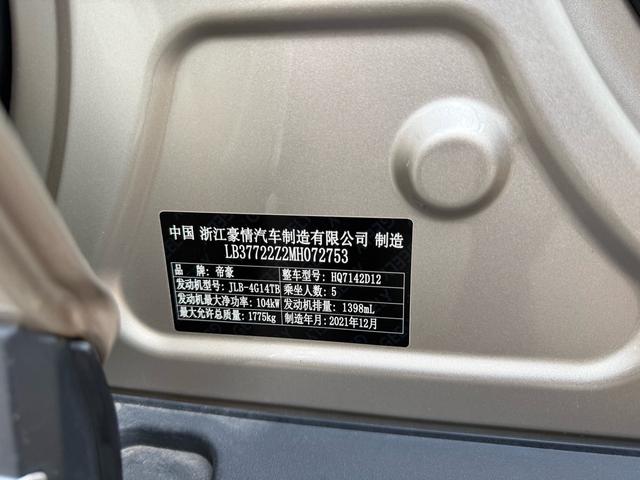 中国 浙江豪情汽车制造有限公司 制造
LB37722Z2MH072753
品牌：帝豪 整车型号：HQ7142D12
发动机型号：JLB-4G14TB 乘坐人数：5
发动机最大净功率：104kW 发动机排量：1398mL
最大允许总质量：1775kg 制造年月：2021年12月